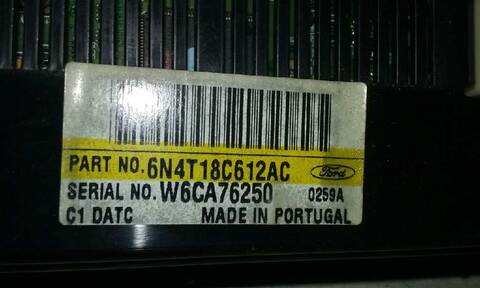 PART NO. 6N4T18C612AC Ford
SERIAL NO. W6CA76250 0259A
C1 DATC MADE IN PORTUGAL